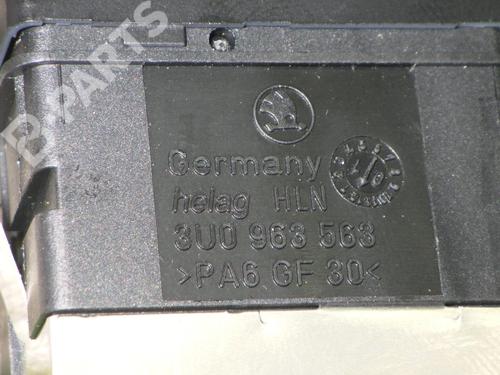 B-PARTS
Germany
helag HLN
3U0 963 563
>PA6 GF 30<